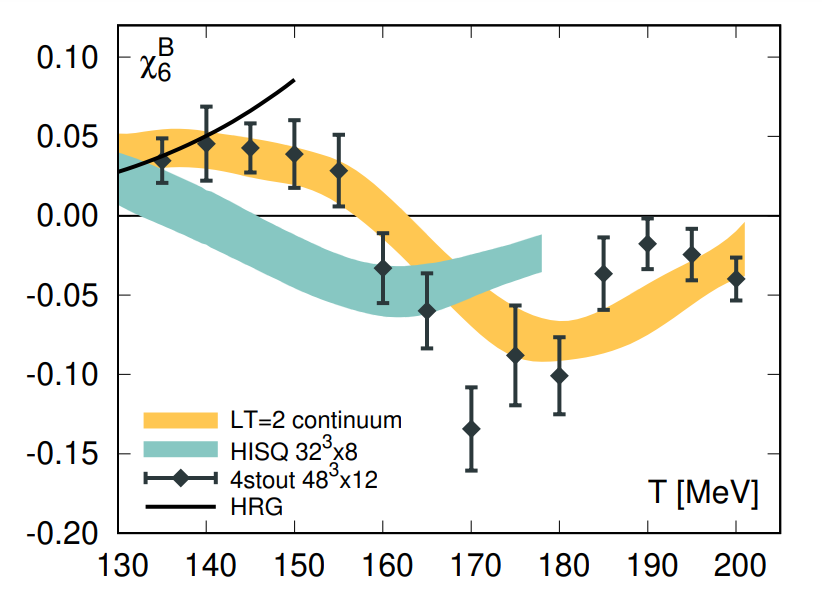 0.10
0.05
0.00
-0.05
-0.10
-0.15
-0.20
χ₆ᴮ
LT=2 continuum
HISQ 32³x8
4stout 48³x12
HRG
T [MeV]
130 140 150 160 170 180 190 200